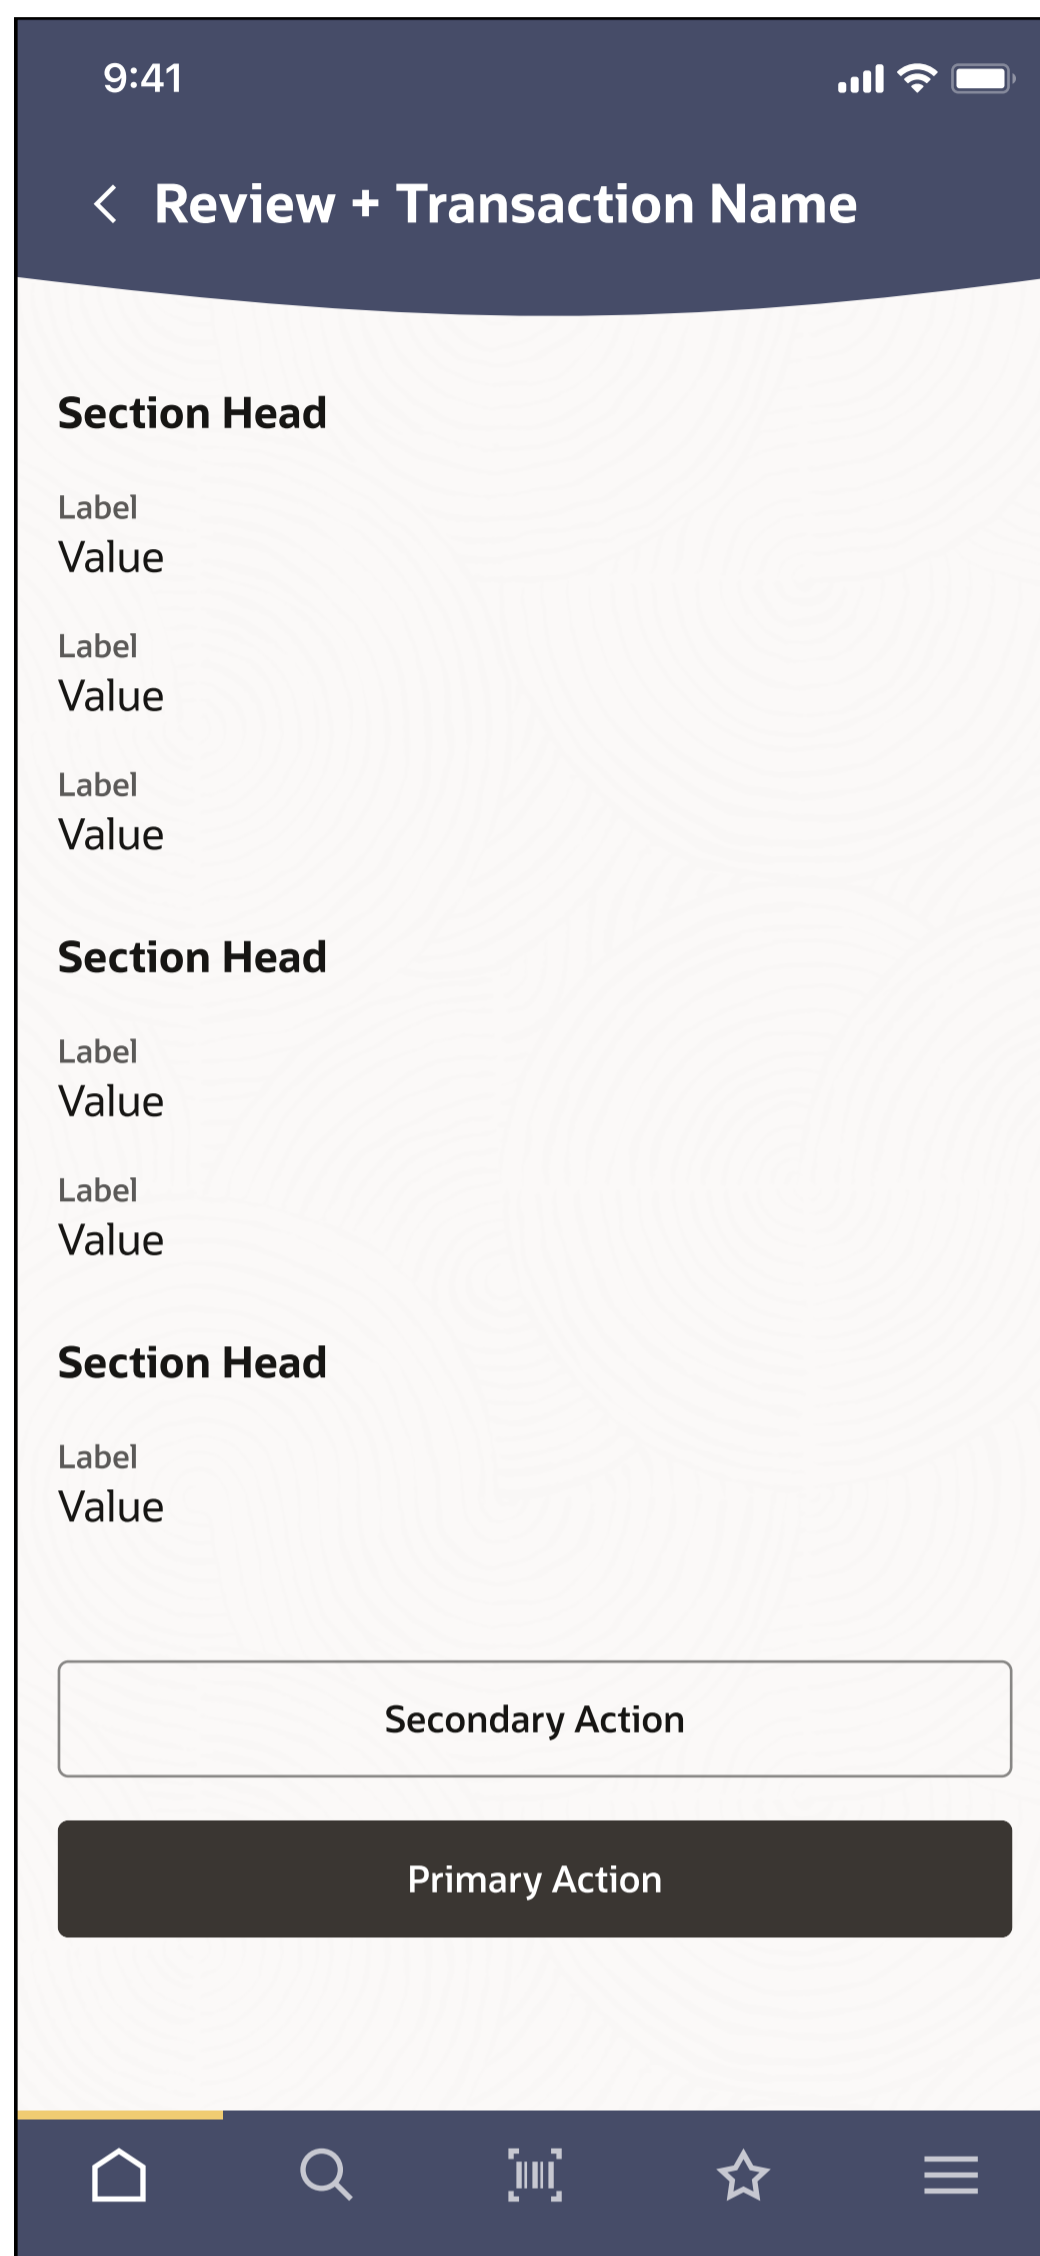 9:41
Review + Transaction Name
Section Head
Label
Value
Label
Value
Label
Value
Section Head
Label
Value
Label
Value
Section Head
Label
Value
Secondary Action
Primary Action